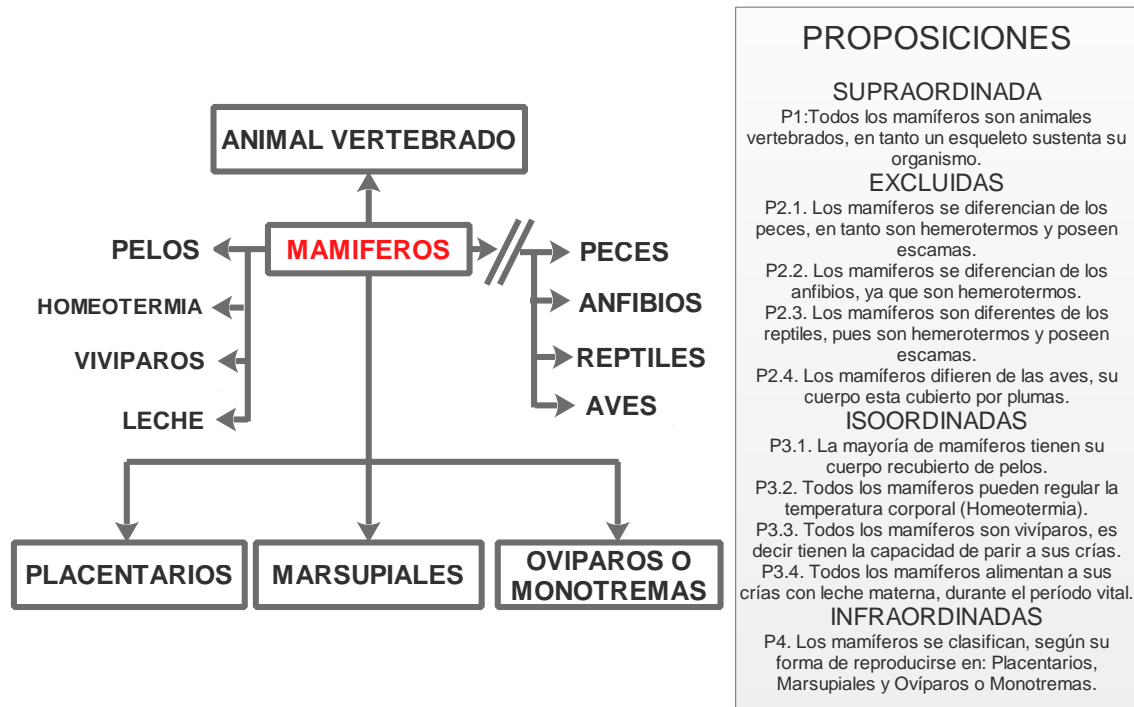 ANIMAL VERTEBRADO
MAMIFEROS
PELOS
HOMEOTERMIA
VIVIPAROS
LECHE
PECES
ANFIBIOS
REPTILES
AVES
PLACENTARIOS
MARSUPIALES
OVIPAROS O
MONOTREMAS
PROPOSICIONES
SUPRAORDINADA
P1:Todos los mamíferos son animales
vertebrados, en tanto un esqueleto sustenta su
organismo.
EXCLUIDAS
P2.1. Los mamíferos se diferencian de los
peces, en tanto son hemerotermos y poseen
escamas.
P2.2. Los mamiferos se diferencian de los
anfibios, ya que son hemerotermos.
P2.3. Los mamíferos son diferentes de los
reptiles, pues son hemerotermos y poseen
escamas.
P2.4. Los mamíferos difieren de las aves, su
cuerpo esta cubierto por plumas.
ISOORDINADAS
P3.1. La mayoría de mamíferos tienen su
cuerpo recubierto de pelos.
P3.2. Todos los mamíferos pueden regular la
temperatura corporal (Homeotermia).
P3.3. Todos los mamíferos son vivíparos, es
decir tienen la capacidad de parir a sus crías.
P3.4. Todos los mamíferos alimentan a sus
crías con leche materna, durante el período vital.
INFRAORDINADAS
P4. Los mamíferos se clasifican, según su
forma de reproducirse en: Placentarios,
Marsupiales y Ovíparos o Monotremas.